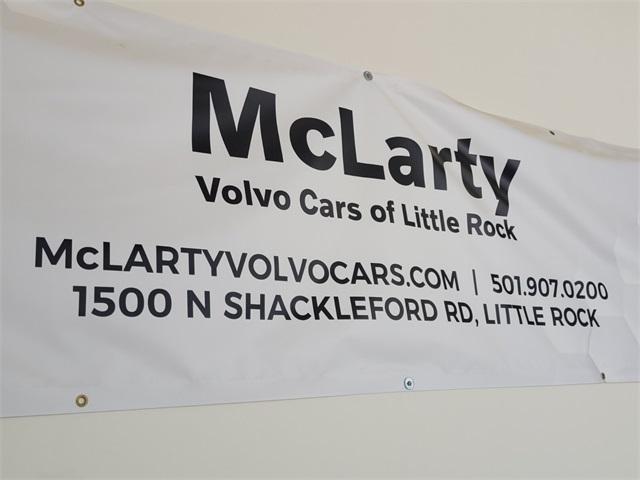 McLarty
Volvo Cars of Little Rock
McLARTYVOLVOCARS.COM | 501.907.0200
1500 N SHACKLEFORD RD, LITTLE ROCK